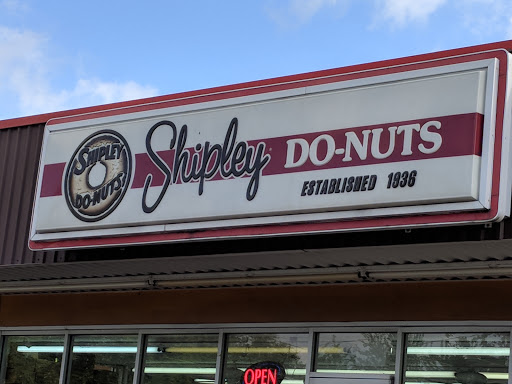 SHIPLEY
DO-NUTS
Shipley DO-NUTS
ESTABLISHED 1936
OPEN